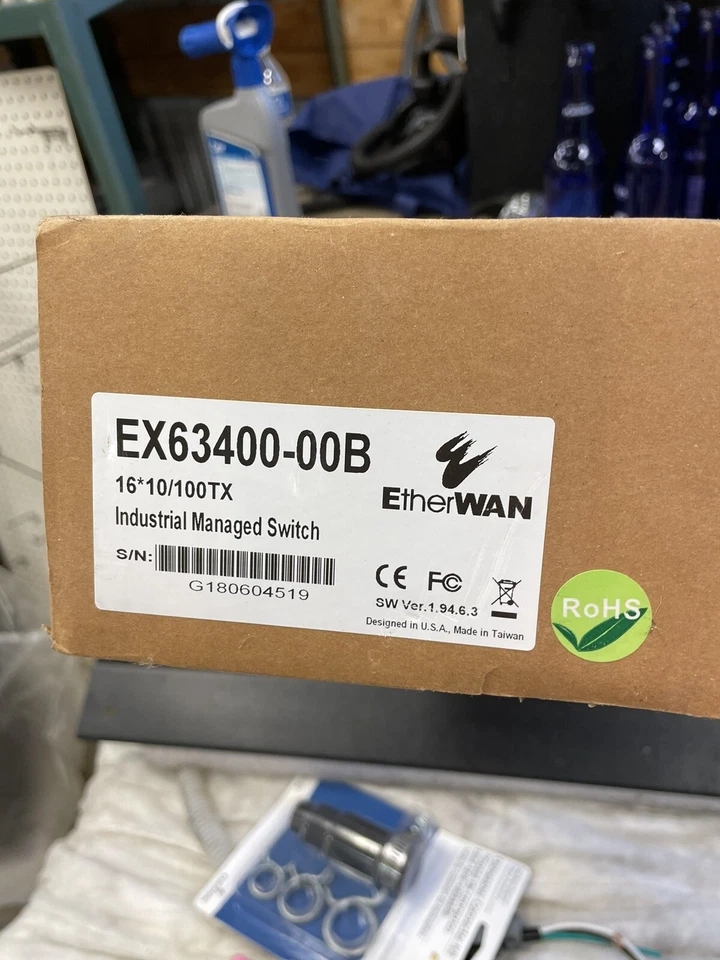 EX63400-00B
16*10/100TX
Industrial Managed Switch
S/N:
G180604519
EtherWAN
CE FC
SW Ver.1.94.6.3
Designed in U.S.A., Made in Taiwan
RoHS